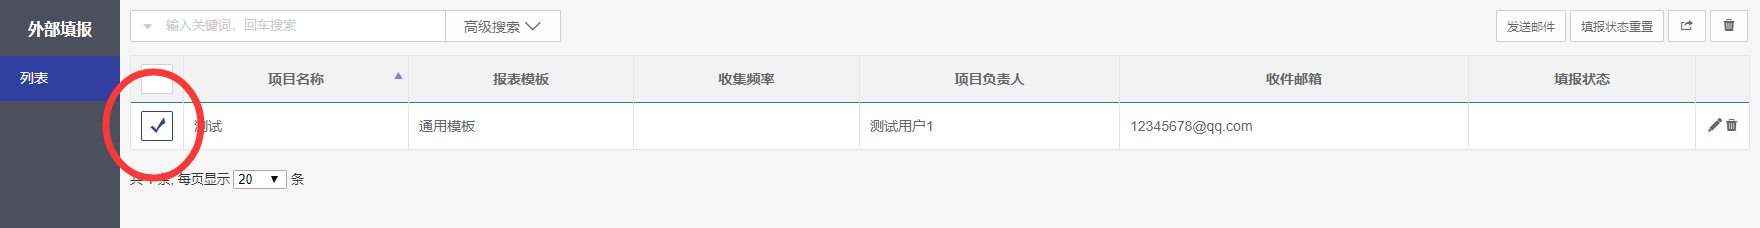 外部填报
列表
输入关键词，回车搜索 高级搜索 发送邮件 填报状态重置
项目名称 报表模板 收集频率 项目负责人 收件邮箱 填报状态
测试 通用模板 测试用户1 12345678@qq.com
共 1 条, 每页显示 20 条